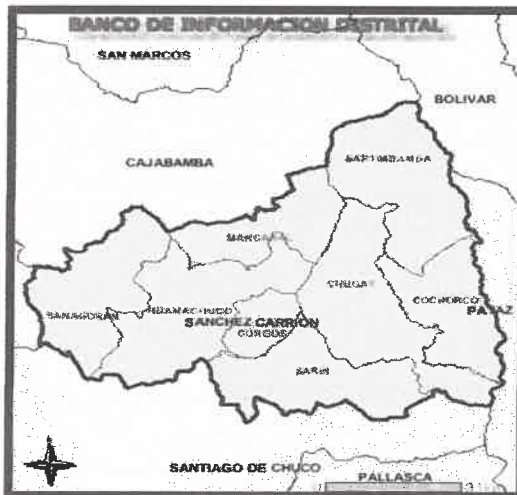 BANCO DE INFORMACION DISTRITAL
SAN MARCOS
BOLIVAR
CAJABAMBA
SARTIMBAMBA
MARCABAL
CHUGAY
SANAGORAN
HUAMACHUCO
COCHORCO
PATAZ
SANCHEZ CARRION
CURGOS
SARIN
SANTIAGO DE CHUCO
PALLASCA